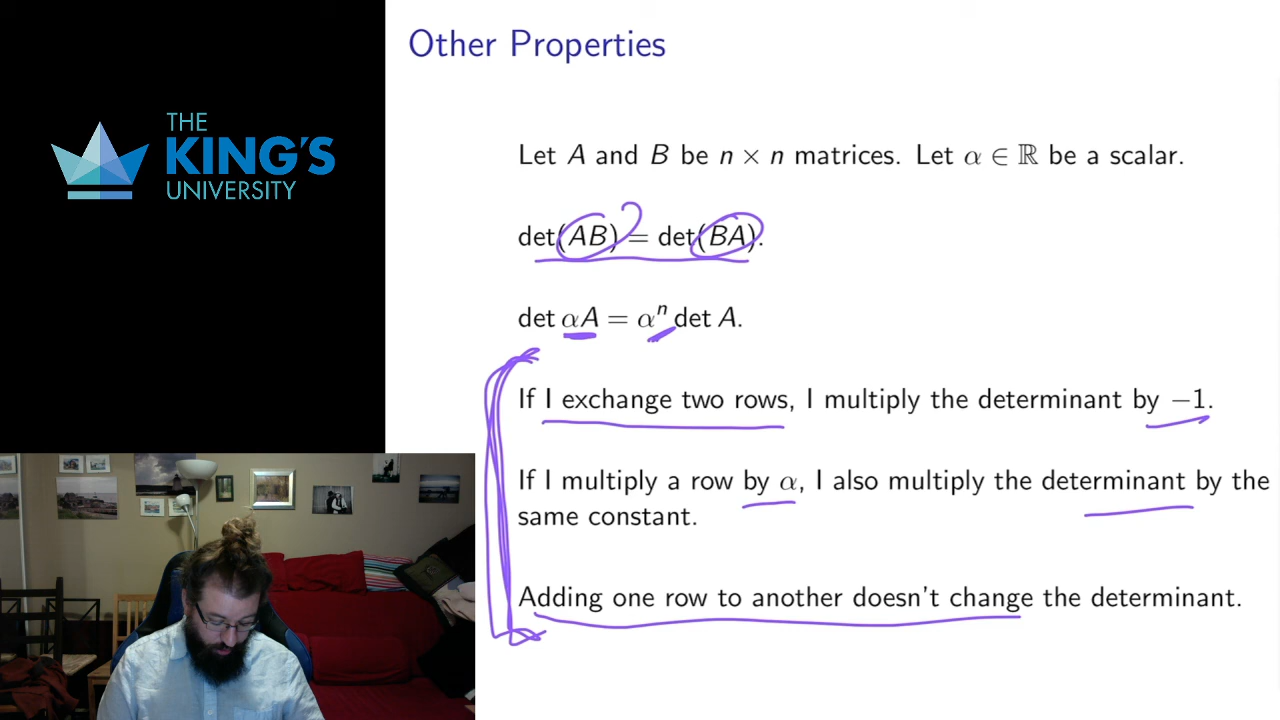 THE
KING'S
UNIVERSITY
Other Properties
Let A and B be n × n matrices. Let α ∈ ℝ be a scalar.
det(AB) = det(BA).
det αA = αⁿ det A.
If I exchange two rows, I multiply the determinant by −1.
If I multiply a row by α, I also multiply the determinant by the
same constant.
Adding one row to another doesn't change the determinant.